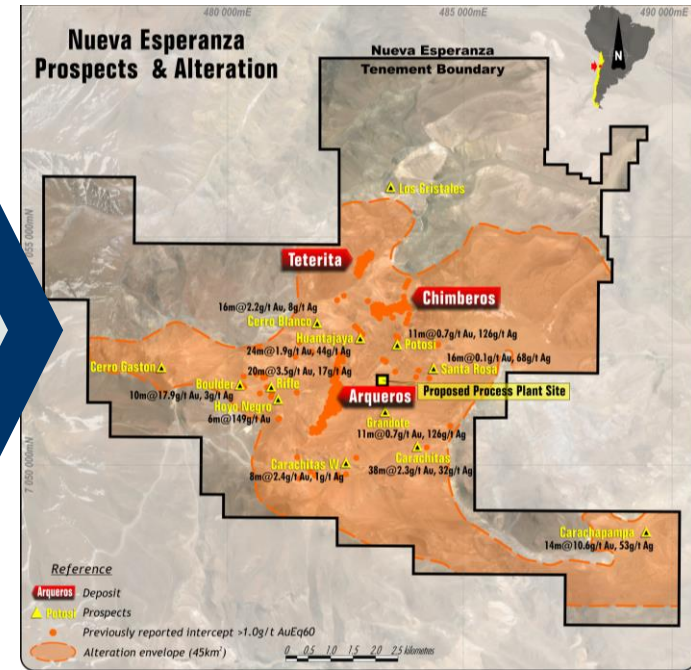 480 000mE
485 000mE
490 000mE
Nueva Esperanza
Prospects & Alteration
Nueva Esperanza
Tenement Boundary
N
Los Cristales
055 000mN
Teterita
Chimberos
16m@2.2g/t Au, 8g/t Ag
Cerro Blanco
11m@0.7g/t Au, 126g/t Ag
Huantajaya
Potosi
24m@1.9g/t Au, 44g/t Ag
16m@0.1g/t Au, 68g/t Ag
Cerro Gaston
20m@3.5g/t Au, 17g/t Ag
Santa Rosa
Boulder
Rifle
Arqueros
Proposed Process Plant Site
10m@17.9g/t Au, 3g/t Ag
Hoyo Negro
Grandote
6m@149g/t Au
11m@0.7g/t Au, 126g/t Ag
Carachitas
Carachitas W
38m@2.3g/t Au, 32g/t Ag
8m@2.4g/t Au, 1g/t Ag
7 050 000mN
Carachapampa
14m@10.6g/t Au, 53g/t Ag
Reference
Arqueros Deposit
Potosi Prospects
Previously reported intercept >1.0g/t AuEq60
Alteration envelope (45km²)
0 0.5 1.0 1.5 2.0 2.5 kilometres